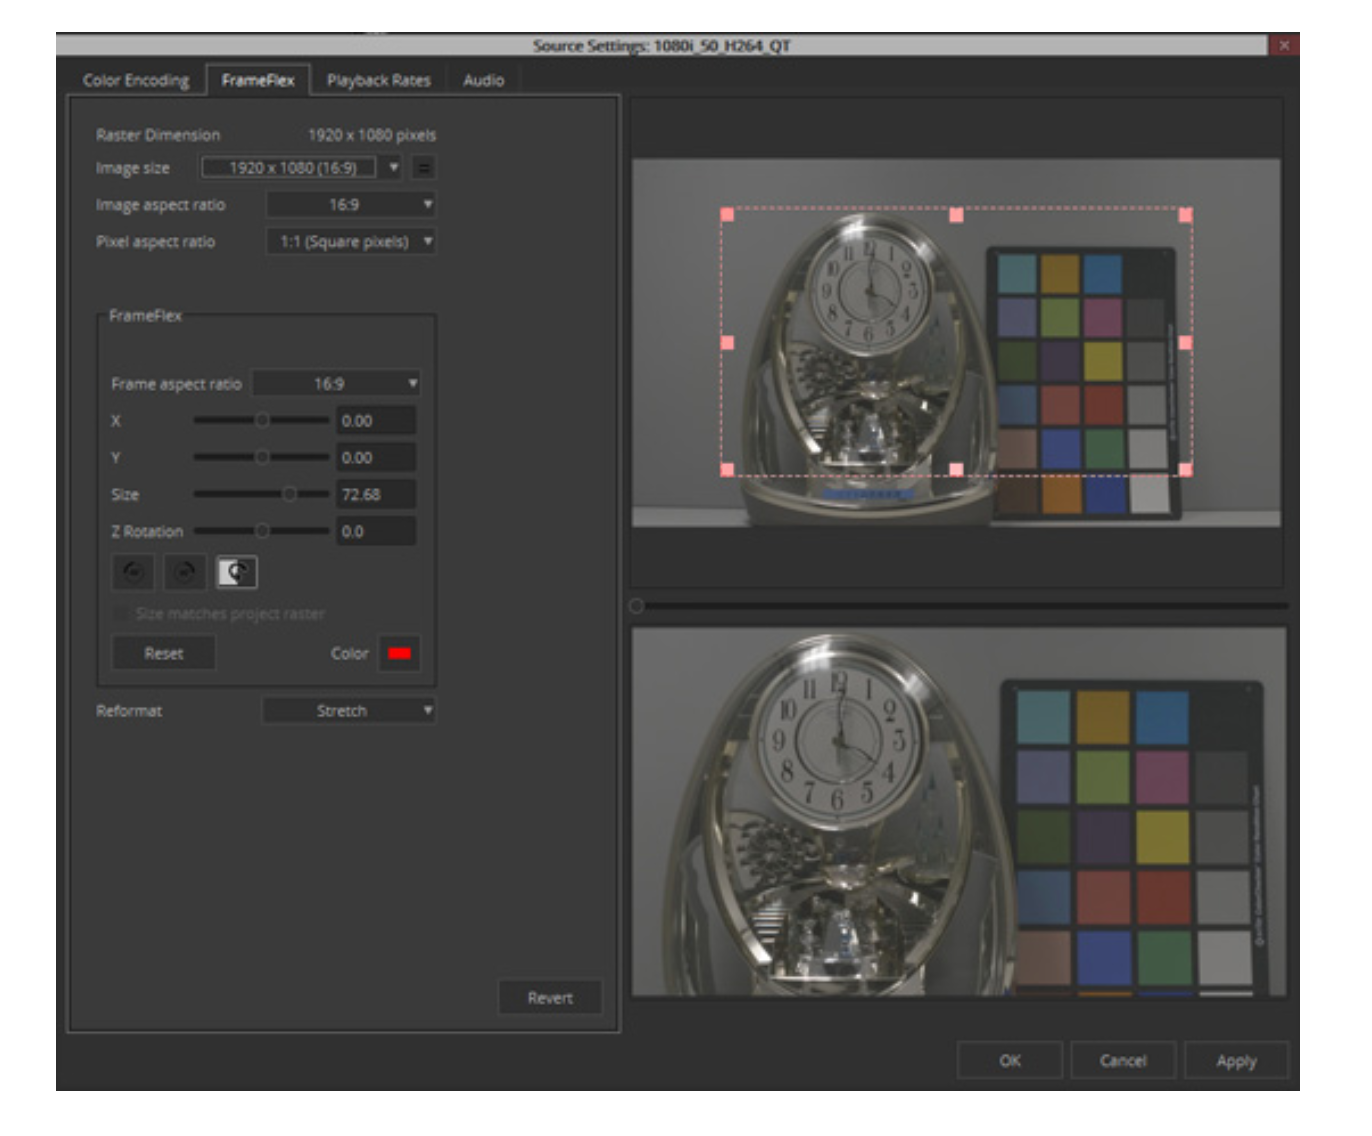 Source Settings: 1080i_50_H264_QT
Color Encoding FrameFlex Playback Rates Audio
Raster Dimension 1920 x 1080 pixels
Image size 1920 x 1080 (16:9)
Image aspect ratio 16:9
Pixel aspect ratio 1:1 (Square pixels)
FrameFlex
Frame aspect ratio 16:9
X 0.00
Y 0.00
Size 72.68
Z Rotation 0.0
Size matches project raster
Reset Color
Reformat Stretch
Revert
OK Cancel Apply